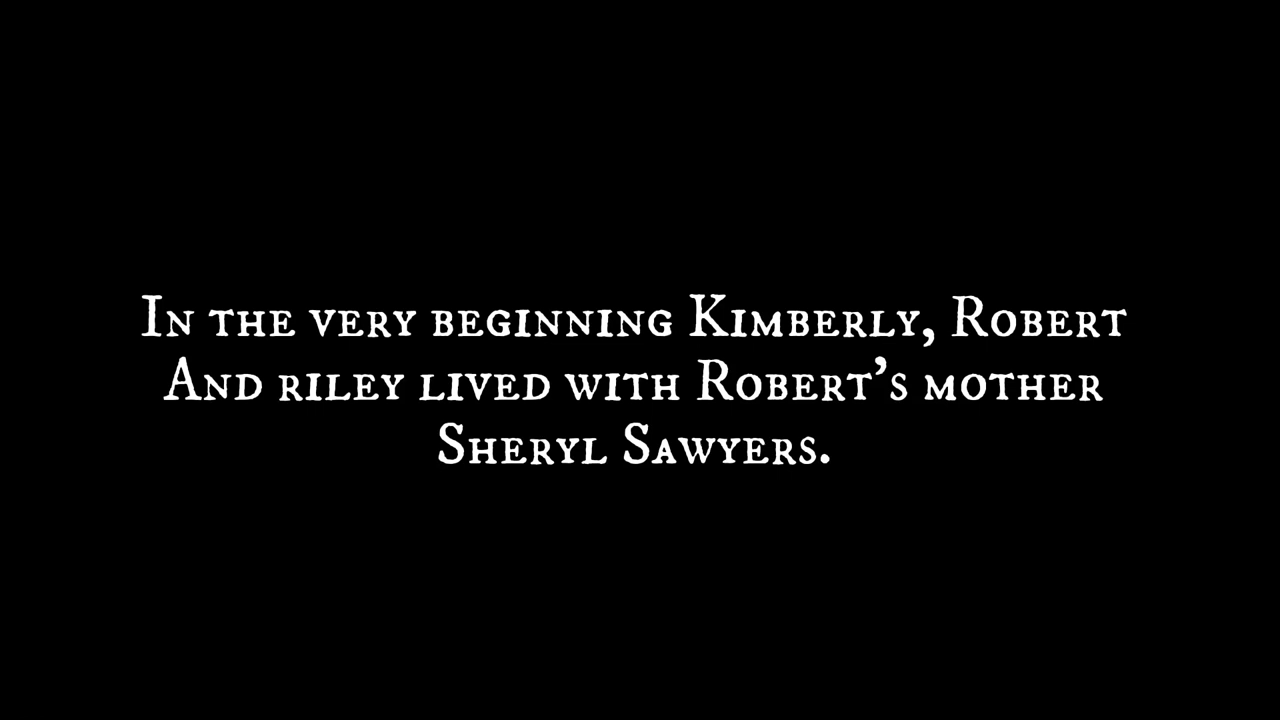 In the very beginning Kimberly, Robert
And riley lived with Robert's mother
Sheryl Sawyers.